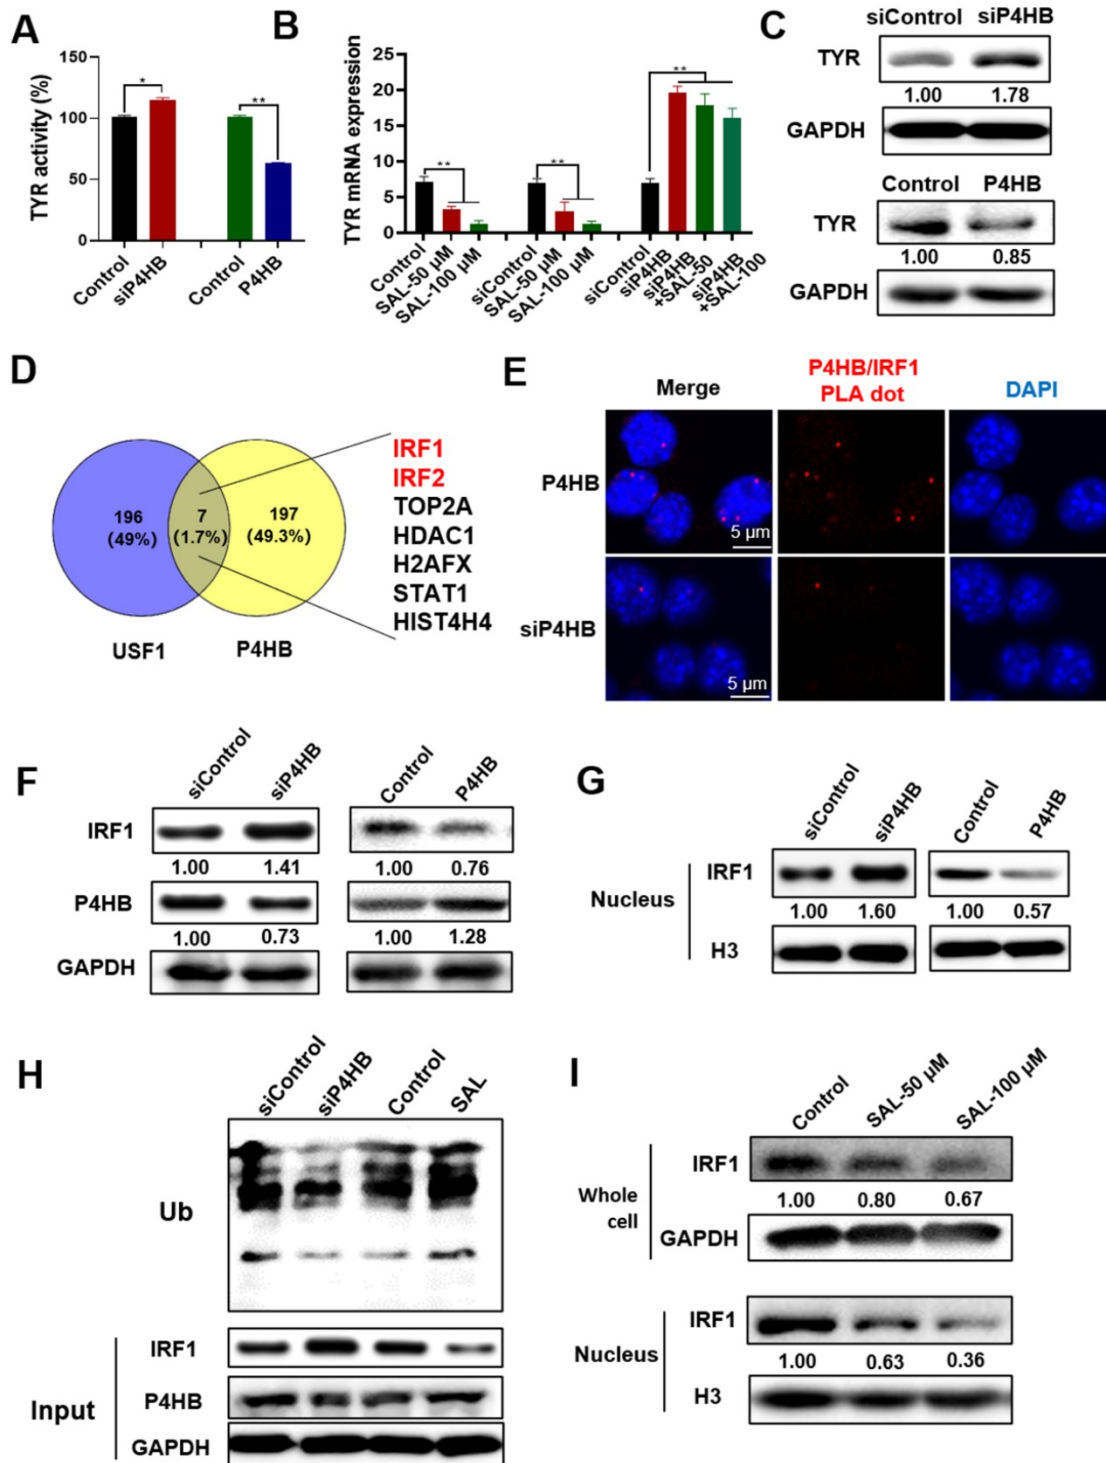 A
TYR activity (%)
150
100
50
0
*
**
Control
siP4HB
Control
P4HB
B
TYR mRNA expression
25
20
15
10
5
0
**
**
**
Control
SAL-50 μM
SAL-100 μM
siControl
SAL-50 μM
SAL-100 μM
siControl
siP4HB
siP4HB
+SAL-50
siP4HB
+SAL-100
C
siControl siP4HB
TYR
1.00 1.78
GAPDH
Control P4HB
TYR
1.00 0.85
GAPDH
D
196
(49%)
7
(1.7%)
197
(49.3%)
USF1
P4HB
IRF1
IRF2
TOP2A
HDAC1
H2AFX
STAT1
HIST4H4
E
Merge
P4HB/IRF1
PLA dot
DAPI
P4HB
5 μm
siP4HB
5 μm
F
siControl siP4HB Control P4HB
IRF1
1.00 1.41 1.00 0.76
P4HB
1.00 0.73 1.00 1.28
GAPDH
G
siControl siP4HB Control P4HB
Nucleus
IRF1
1.00 1.60 1.00 0.57
H3
H
siControl siP4HB Control SAL
Ub
Input
IRF1
P4HB
GAPDH
I
Control SAL-50 μM SAL-100 μM
Whole
cell
IRF1
1.00 0.80 0.67
GAPDH
Nucleus
IRF1
1.00 0.63 0.36
H3